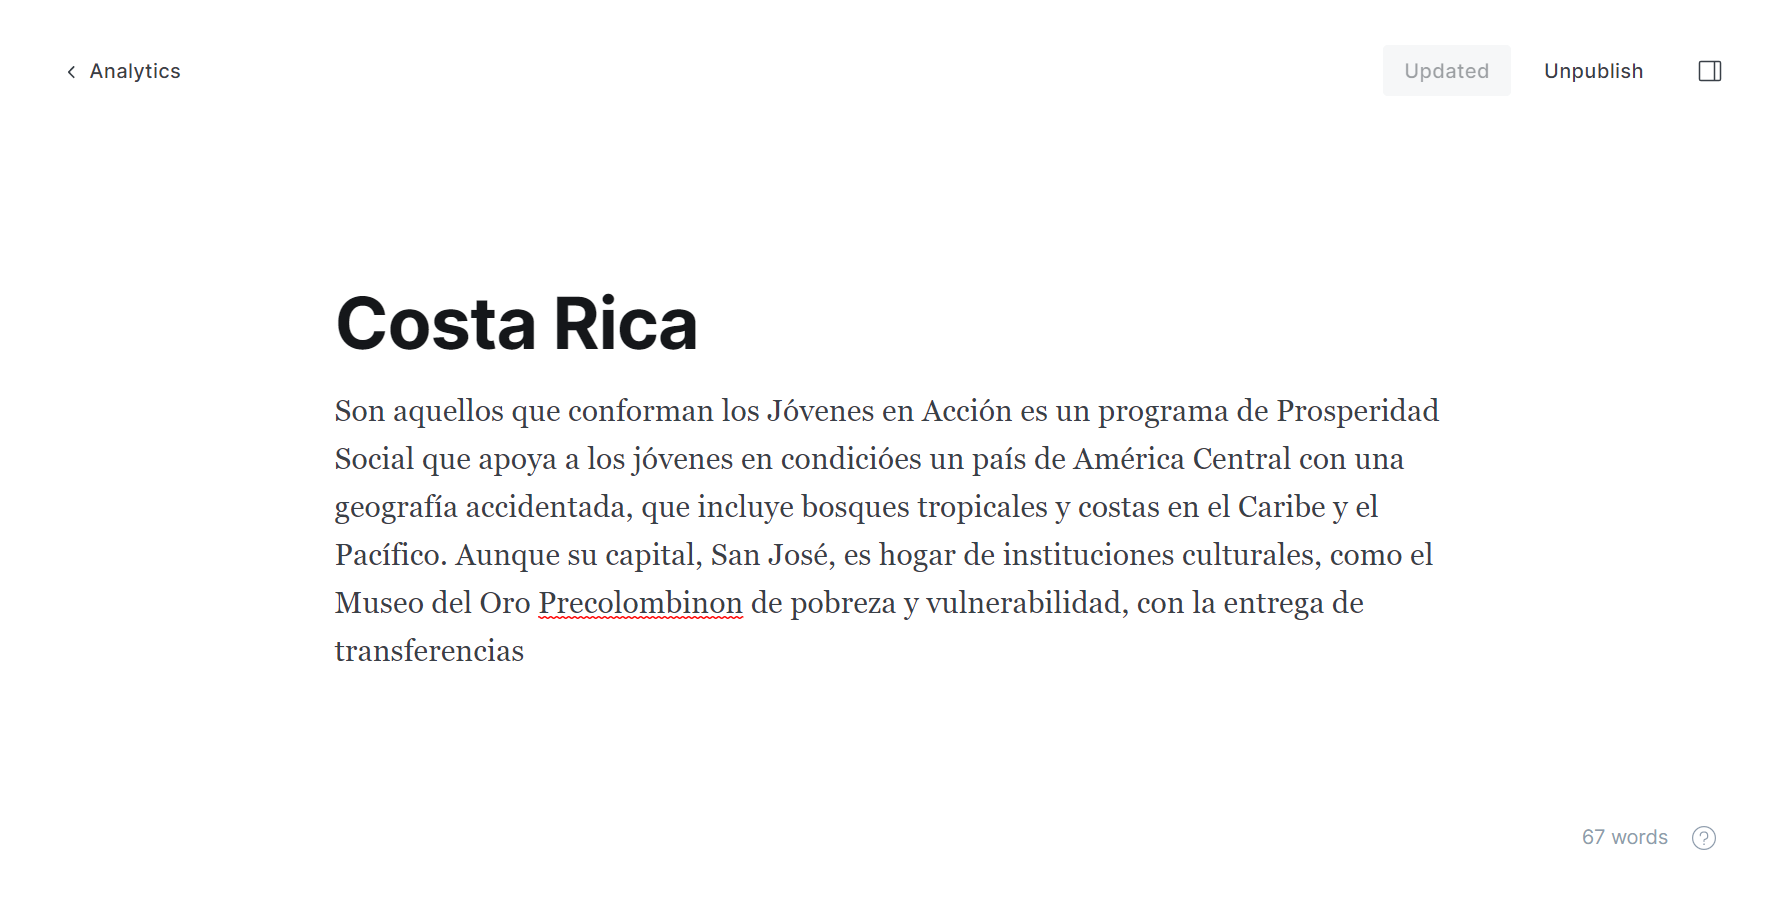 Analytics
Updated
Unpublish
Costa Rica
Son aquellos que conforman los Jóvenes en Acción es un programa de Prosperidad
Social que apoya a los jóvenes en condicióes un país de América Central con una
geografía accidentada, que incluye bosques tropicales y costas en el Caribe y el
Pacífico. Aunque su capital, San José, es hogar de instituciones culturales, como el
Museo del Oro Precolombinon de pobreza y vulnerabilidad, con la entrega de
transferencias
67 words